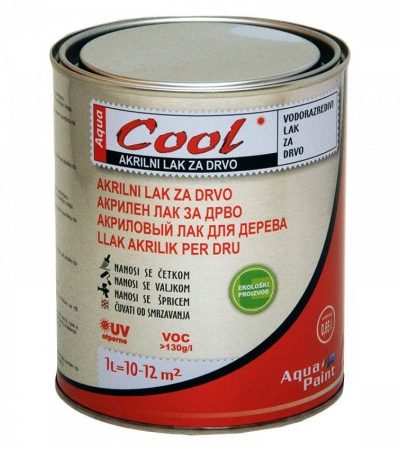 Aqua
Cool
AKRILNI LAK ZA DRVO
VODORAZREDIVI
LAK
ZA
DRVO
AKRILNI LAK ZA DRVO
АКРИЛЕН ЛАК ЗА ДРВО
АКРИЛОВЫЙ ЛАК ДЛЯ ДЕРЕВА
LLAK AKRILIK PER DRU
NANOSI SE ČETKOM
NANOSI SE VALJKOM
NANOSI SE ŠPRICEM
ČUVATI OD SMRZAVANJA
EKOLOŠKI
PROIZVOD
UV
otporno
VOC
>130g/l
1L=10-12 m²
0,65
Aqua
Paint